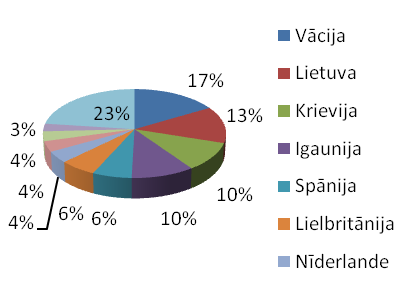 23%
17%
13%
10%
10%
6%
6%
4%
4%
4%
3%
Vācija
Lietuva
Krievija
Igaunija
Spānija
Lielbritānija
Nīderlande